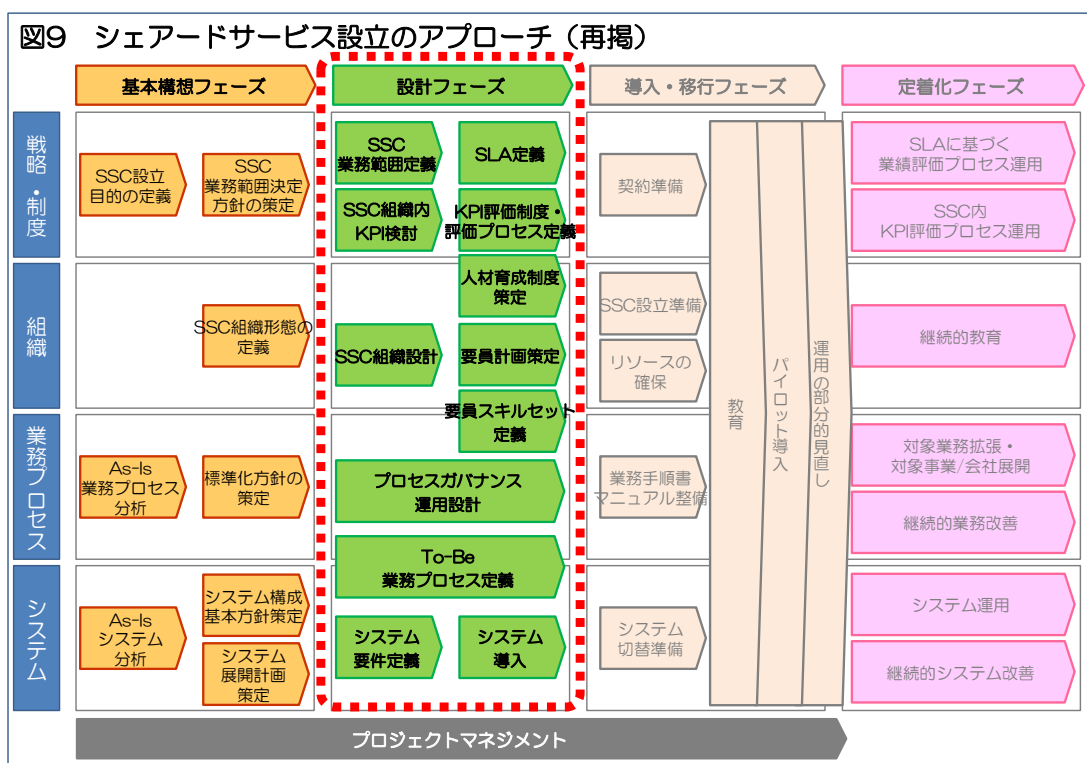 図9　シェアードサービス設立のアプローチ（再掲）
基本構想フェーズ
設計フェーズ
導入・移行フェーズ
定着化フェーズ
戦略・制度
SSC設立
目的の定義
SSC
業務範囲決定
方針の策定
SSC
業務範囲定義
SLA定義
SSC組織内
KPI検討
KPI評価制度・
評価プロセス定義
契約準備
SLAに基づく
業績評価プロセス運用
SSC内
KPI評価プロセス運用
組織
SSC組織形態の
定義
人材育成制度
策定
SSC組織設計
要員計画策定
要員スキルセット
定義
SSC設立準備
リソースの
確保
継続的教育
業務プロセス
As-Is
業務プロセス
分析
標準化方針の
策定
プロセスガバナンス
運用設計
To-Be
業務プロセス定義
業務手順書
マニュアル整備
対象業務拡張・
対象事業/会社展開
継続的業務改善
システム
As-Is
システム
分析
システム構成
基本方針策定
システム
展開計画
策定
システム
要件定義
システム
導入
システム
切替準備
システム運用
継続的システム改善
教育
パイロット導入
運用の部分的見直し
プロジェクトマネジメント